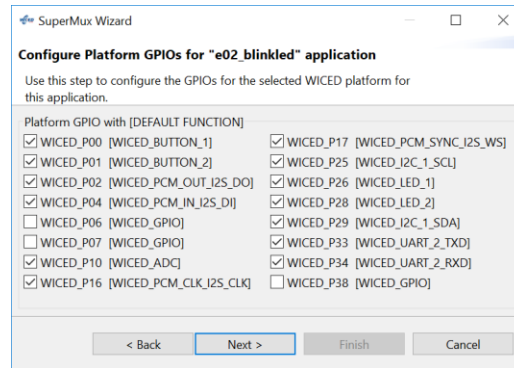 SuperMux Wizard
Configure Platform GPIOs for "e02_blinkled" application
Use this step to configure the GPIOs for the selected WICED platform for
this application.
Platform GPIO with [DEFAULT FUNCTION]
WICED_P00 [WICED_BUTTON_1]
WICED_P01 [WICED_BUTTON_2]
WICED_P02 [WICED_PCM_OUT_I2S_DO]
WICED_P04 [WICED_PCM_IN_I2S_DI]
WICED_P06 [WICED_GPIO]
WICED_P07 [WICED_GPIO]
WICED_P10 [WICED_ADC]
WICED_P16 [WICED_PCM_CLK_I2S_CLK]
WICED_P17 [WICED_PCM_SYNC_I2S_WS]
WICED_P25 [WICED_I2C_1_SCL]
WICED_P26 [WICED_LED_1]
WICED_P28 [WICED_LED_2]
WICED_P29 [WICED_I2C_1_SDA]
WICED_P33 [WICED_UART_2_TXD]
WICED_P34 [WICED_UART_2_RXD]
WICED_P38 [WICED_GPIO]
< Back Next > Finish Cancel